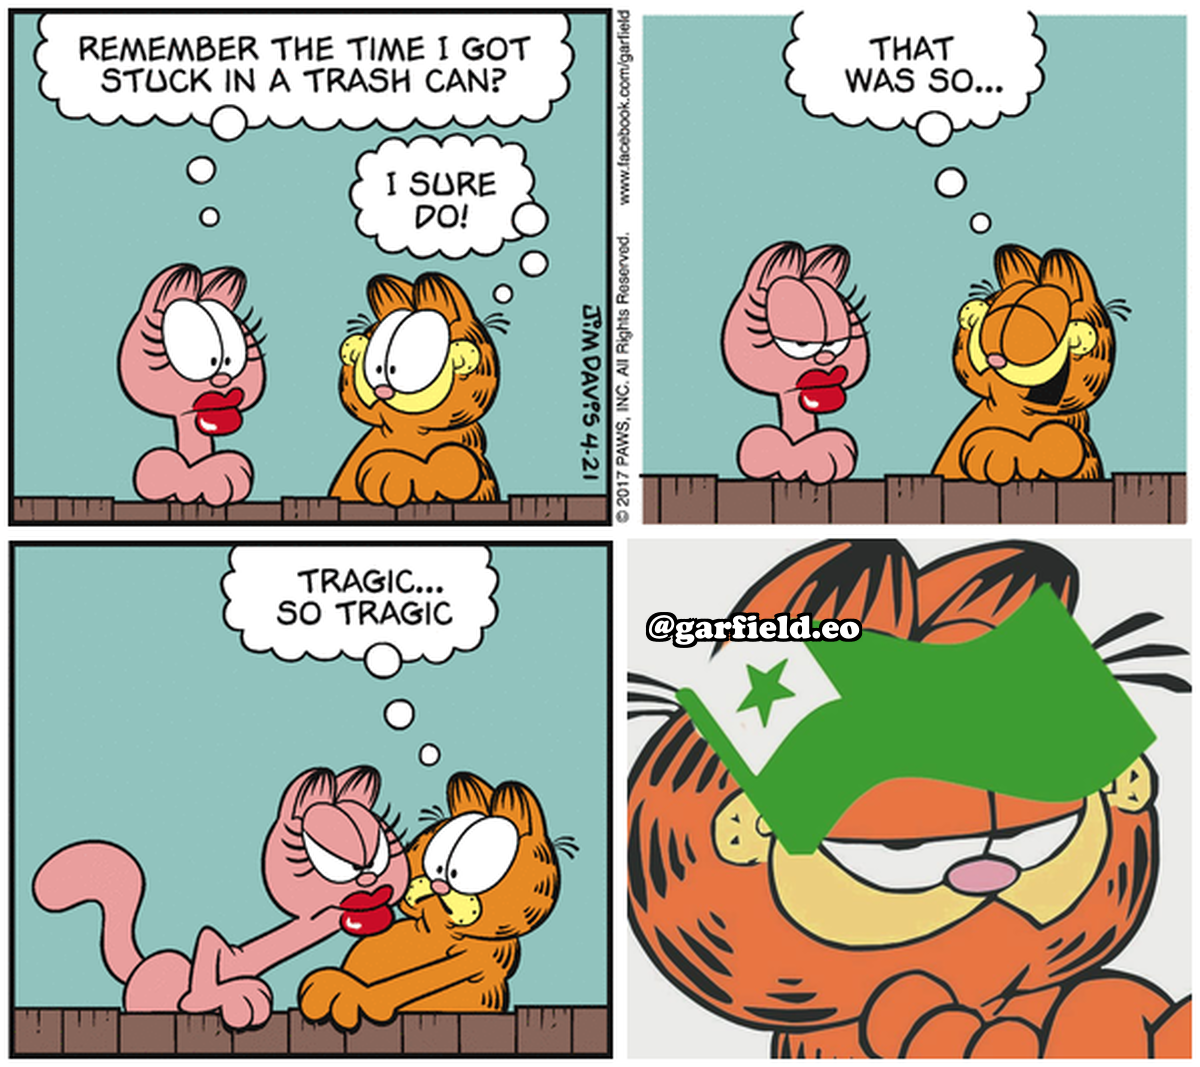 REMEMBER THE TIME I GOT
STUCK IN A TRASH CAN?
I SURE
DO!
JIM DAVIS 4.21
© 2017 PAWS, INC. All Rights Reserved. www.facebook.com/garfield
THAT
WAS SO...
TRAGIC...
SO TRAGIC
@garfield.eo